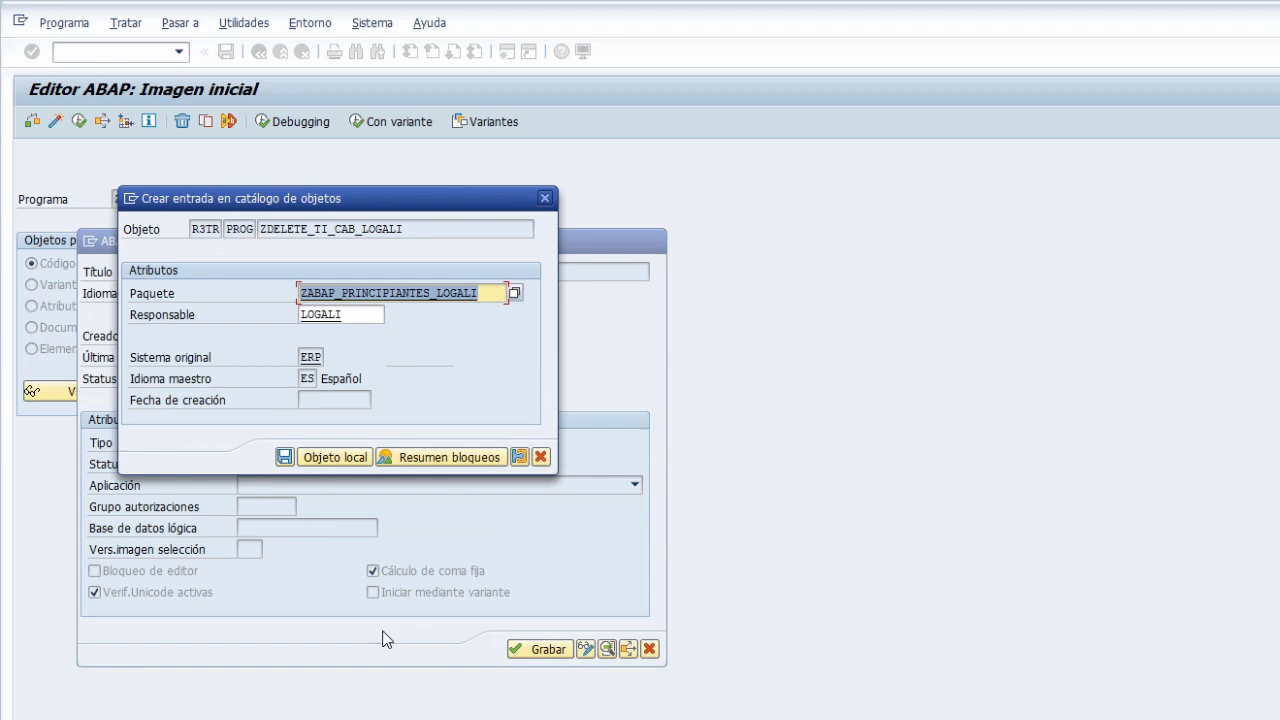 Programa Tratar Pasar a Utilidades Entorno Sistema Ayuda
Editor ABAP: Imagen inicial
Debugging Con variante Variantes
Programa
Crear entrada en catálogo de objetos
Objeto R3TR PROG ZDELETE_TI_CAB_LOGALI
Atributos
Paquete ZABAP_PRINCIPIANTES_LOGALI
Responsable LOGALI
Sistema original ERP
Idioma maestro ES Español
Fecha de creación
Objeto local Resumen bloqueos
Objetos p
Código
Variant
Atribut
Docum
Elemen
V
AB
Título
Idioma
Creado
Última
Status
Atribu
Tipo
Statu
Aplicación
Grupo autorizaciones
Base de datos lógica
Vers.imagen selección
Bloqueo de editor Cálculo de coma fija
Verif.Unicode activas Iniciar mediante variante
Grabar